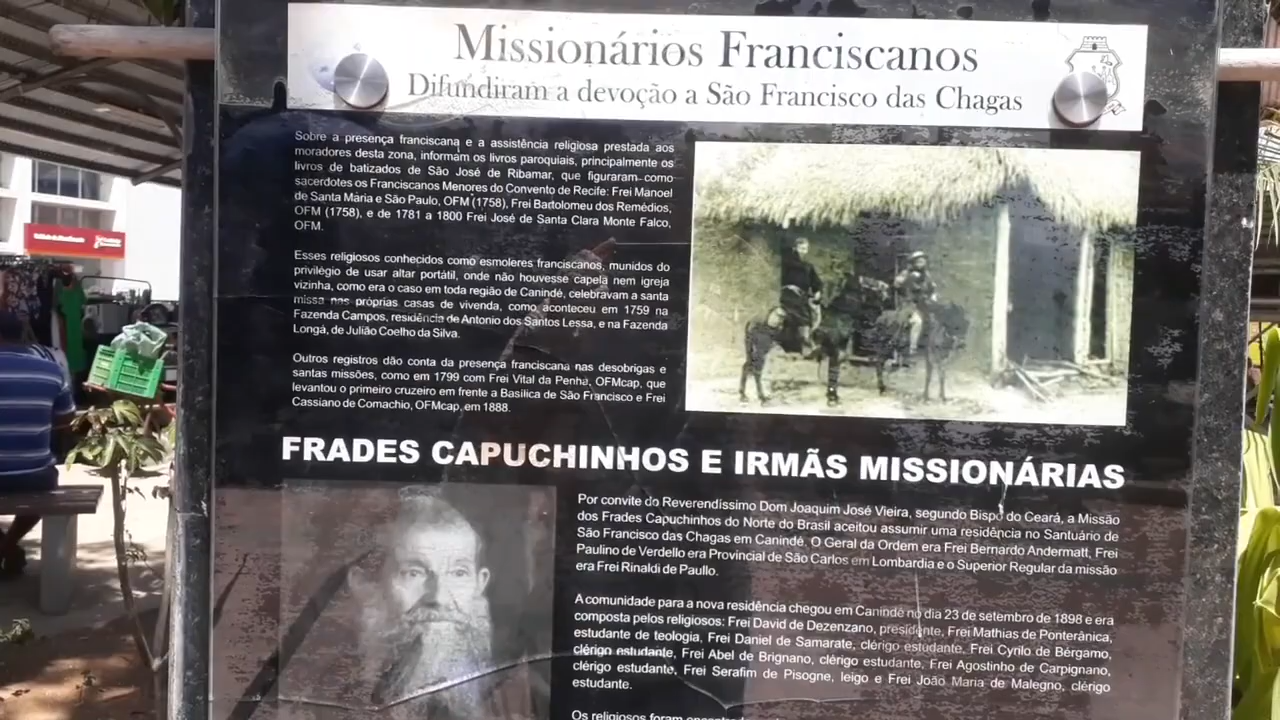 Missionários Franciscanos
Difundiram a devoção a São Francisco das Chagas
Sobre a presença franciscana e a assistência religiosa prestada aos
moradores desta zona, informam os livros paroquiais, principalmente os
livros de batizados de São José de Ribamar, que figuraram como
sacerdotes os Franciscanos Menores do Convento de Recife: Frei Manoel
de Santa Maria e São Paulo, OFM (1758), Frei Bartolomeu dos Remédios,
OFM (1758), e de 1781 a 1800 Frei José de Santa Clara Monte Falco,
OFM.
Esses religiosos conhecidos como esmoleres franciscanos, munidos do
privilégio de usar altar portátil, onde não houvesse capela nem igreja
vizinha, como era o caso em toda região de Canindé, celebravam a santa
missa nas próprias casas de vivenda, como aconteceu em 1759 na
Fazenda Campos, residência de Antonio dos Santos Lessa, e na Fazenda
Longá, de Julião Coelho da Silva.
Outros registros dão conta da presença franciscana nas desobrigas e
santas missões, como em 1799 com Frei Vital da Penha, OFMcap, que
levantou o primeiro cruzeiro em frente a Basílica de São Francisco e Frei
Cassiano de Comachio, OFMcap, em 1888.
FRADES CAPUCHINHOS E IRMÃS MISSIONÁRIAS
Por convite do Reverendíssimo Dom Joaquim José Vieira, segundo Bispo do Ceará, a Missão
dos Frades Capuchinhos do Norte do Brasil aceitou assumir uma residência no Santuário de
São Francisco das Chagas em Canindé. O Geral da Ordem era Frei Bernardo Andermatt, Frei
Paulino de Verdello era Provincial de São Carlos em Lombardia e o Superior Regular da missão
era Frei Rinaldi de Paullo.
A comunidade para a nova residência chegou em Canindé no dia 23 de setembro de 1898 e era
composta pelos religiosos: Frei David de Dezenzano, presidente, Frei Mathias de Ponterânica,
estudante de teologia, Frei Daniel de Samarate, clérigo estudante, Frei Cyrilo de Bérgamo,
clérigo estudante, Frei Abel de Brignano, clérigo estudante, Frei Agostinho de Carpignano,
clérigo estudante, Frei Serafim de Pisogne, leigo e Frei João Maria de Malegno, clérigo
estudante.
Os religiosos foram